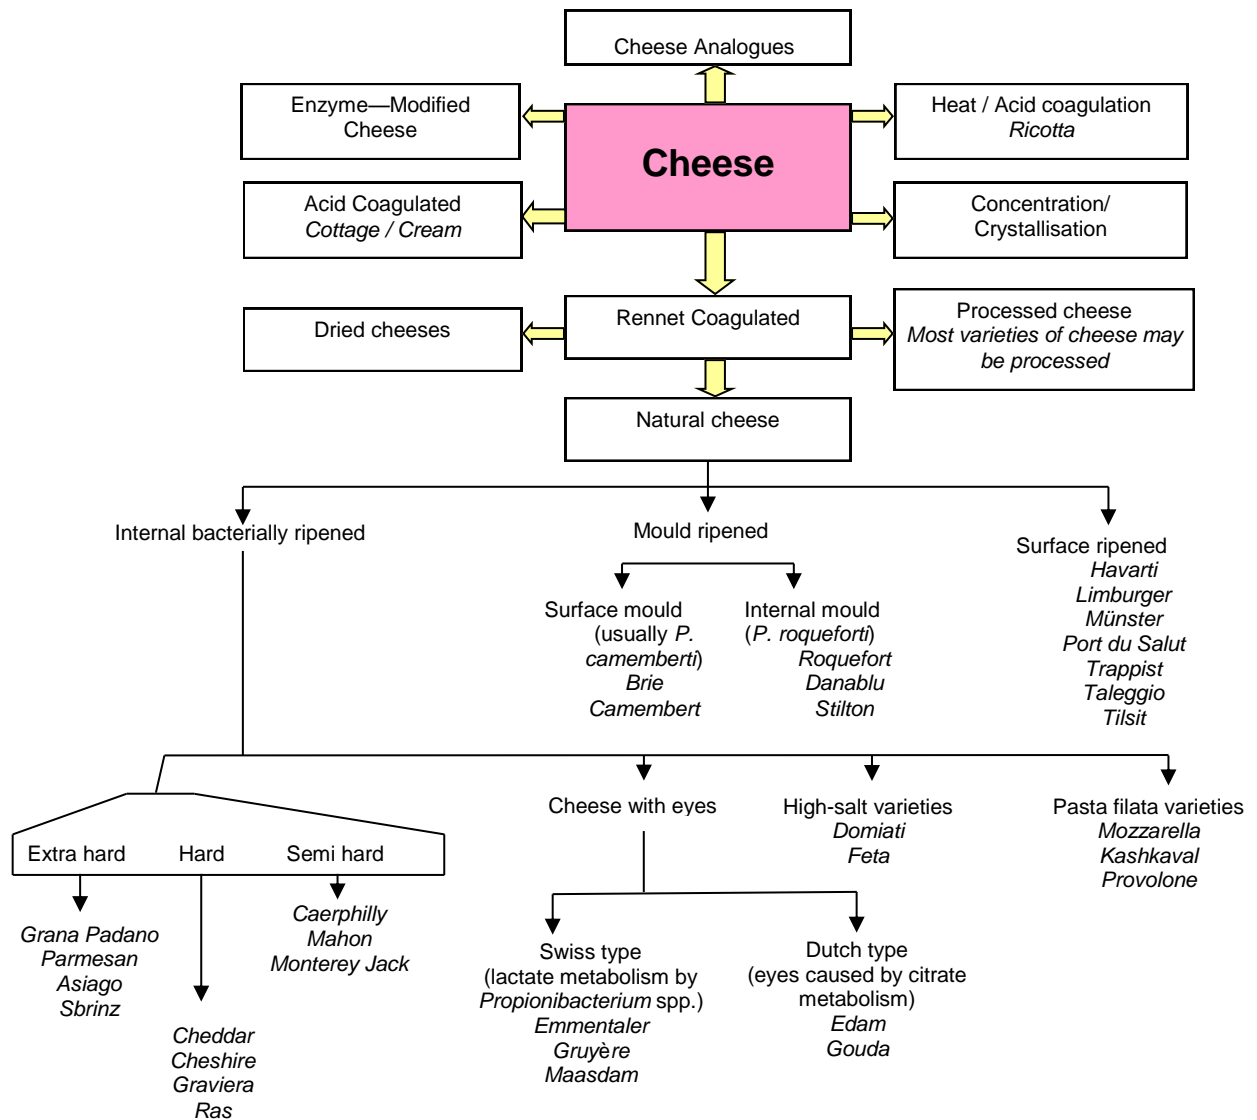 Cheese Analogues
Enzyme—Modified
Cheese
Heat / Acid coagulation
Ricotta
Cheese
Acid Coagulated
Cottage / Cream
Concentration/
Crystallisation
Dried cheeses
Rennet Coagulated
Processed cheese
Most varieties of cheese may
be processed
Natural cheese
Internal bacterially ripened
Mould ripened
Surface ripened
Havarti
Limburger
Münster
Port du Salut
Trappist
Taleggio
Tilsit
Surface mould
(usually P.
camemberti)
Brie
Camembert
Internal mould
(P. roqueforti)
Roquefort
Danablu
Stilton
Extra hard
Hard
Semi hard
Cheese with eyes
High-salt varieties
Domiati
Feta
Pasta filata varieties
Mozzarella
Kashkaval
Provolone
Grana Padano
Parmesan
Asiago
Sbrinz
Cheddar
Cheshire
Graviera
Ras
Caerphilly
Mahon
Monterey Jack
Swiss type
(lactate metabolism by
Propionibacterium spp.)
Emmentaler
Gruyère
Maasdam
Dutch type
(eyes caused by citrate
metabolism)
Edam
Gouda